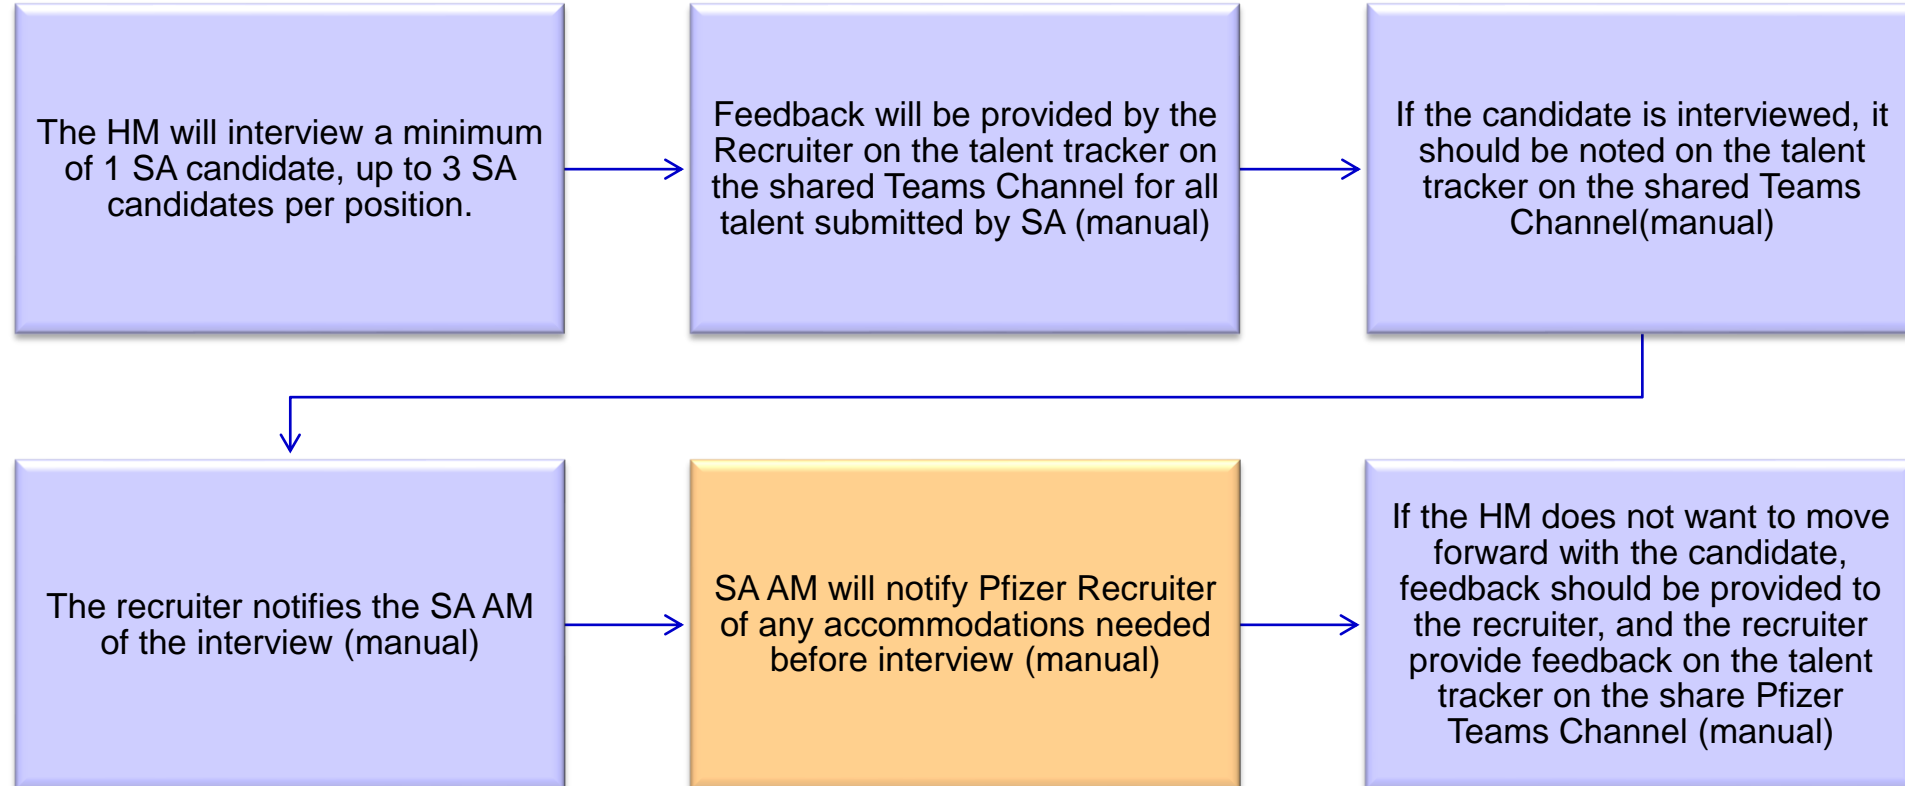 The HM will interview a minimum
of 1 SA candidate, up to 3 SA
candidates per position.
Feedback will be provided by the
Recruiter on the talent tracker on
the shared Teams Channel for all
talent submitted by SA (manual)
If the candidate is interviewed, it
should be noted on the talent
tracker on the shared Teams
Channel(manual)
The recruiter notifies the SA AM
of the interview (manual)
SA AM will notify Pfizer Recruiter
of any accommodations needed
before interview (manual)
If the HM does not want to move
forward with the candidate,
feedback should be provided to
the recruiter, and the recruiter
provide feedback on the talent
tracker on the share Pfizer
Teams Channel (manual)